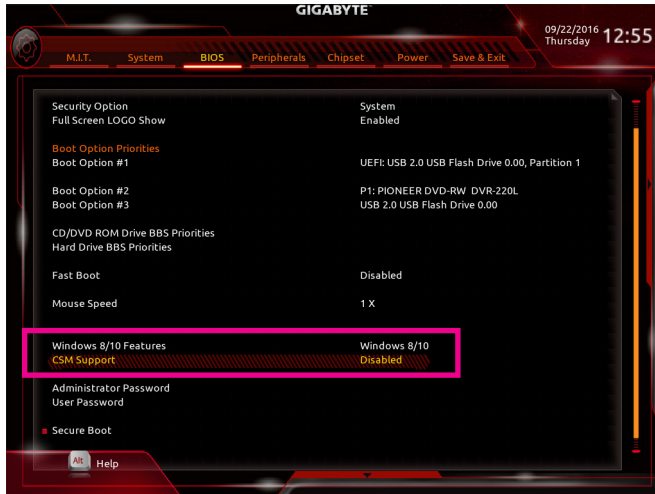 GIGABYTE™
09/22/2016 Thursday 12:55
M.I.T. System BIOS Peripherals Chipset Power Save & Exit
Security Option System
Full Screen LOGO Show Enabled
Boot Option Priorities
Boot Option #1 UEFI: USB 2.0 USB Flash Drive 0.00, Partition 1
Boot Option #2 P1: PIONEER DVD-RW DVR-220L
Boot Option #3 USB 2.0 USB Flash Drive 0.00
CD/DVD ROM Drive BBS Priorities
Hard Drive BBS Priorities
Fast Boot Disabled
Mouse Speed 1 X
Windows 8/10 Features Windows 8/10
CSM Support Disabled
Administrator Password
User Password
Secure Boot
Alt Help